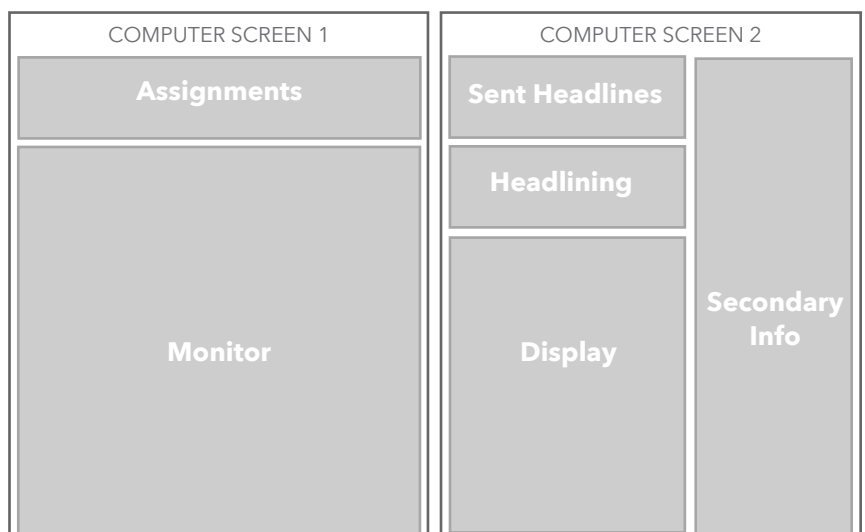 COMPUTER SCREEN 1
Assignments
Monitor
COMPUTER SCREEN 2
Sent Headlines
Headlining
Display
Secondary
Info